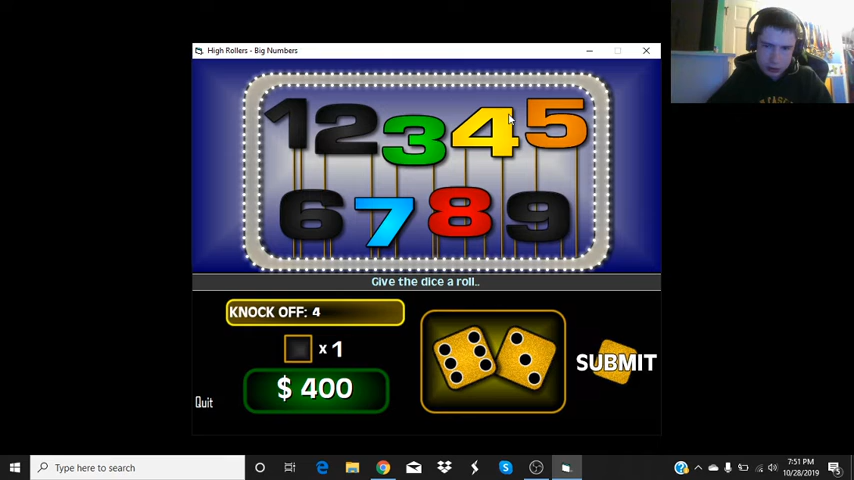 High Rollers - Big Numbers
1 2 3 4 5
6 7 8 9
Give the dice a roll..
KNOCK OFF: 4
x 1
$ 400
SUBMIT
Quit
Type here to search
7:51 PM
10/28/2019